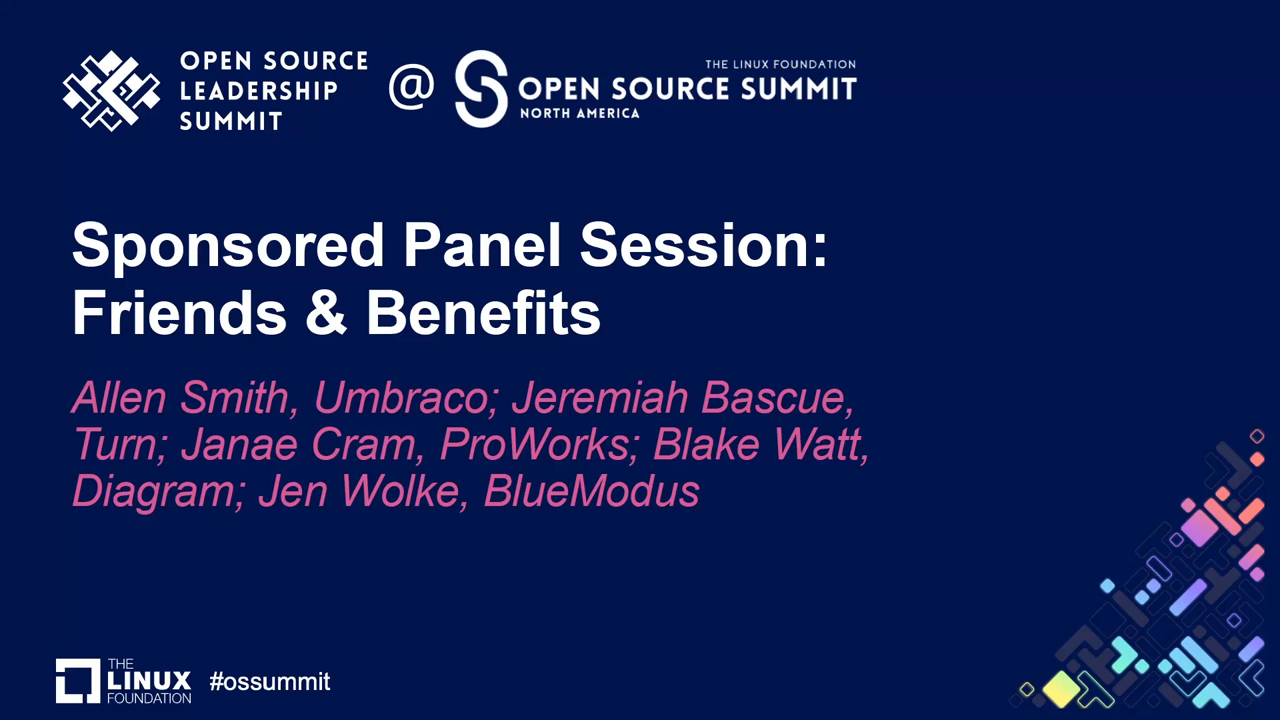 OPEN SOURCE
LEADERSHIP
SUMMIT
@
THE LINUX FOUNDATION
OPEN SOURCE SUMMIT
NORTH AMERICA
Sponsored Panel Session:
Friends & Benefits
Allen Smith, Umbraco; Jeremiah Bascue,
Turn; Janae Cram, ProWorks; Blake Watt,
Diagram; Jen Wolke, BlueModus
THE
LINUX
FOUNDATION
#ossummit